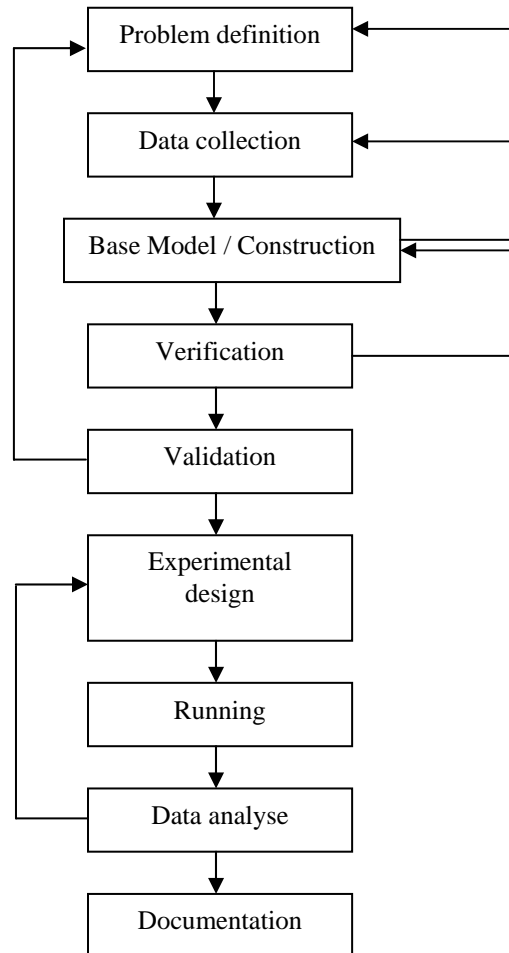 Problem definition
Data collection
Base Model / Construction
Verification
Validation
Experimental
design
Running
Data analyse
Documentation